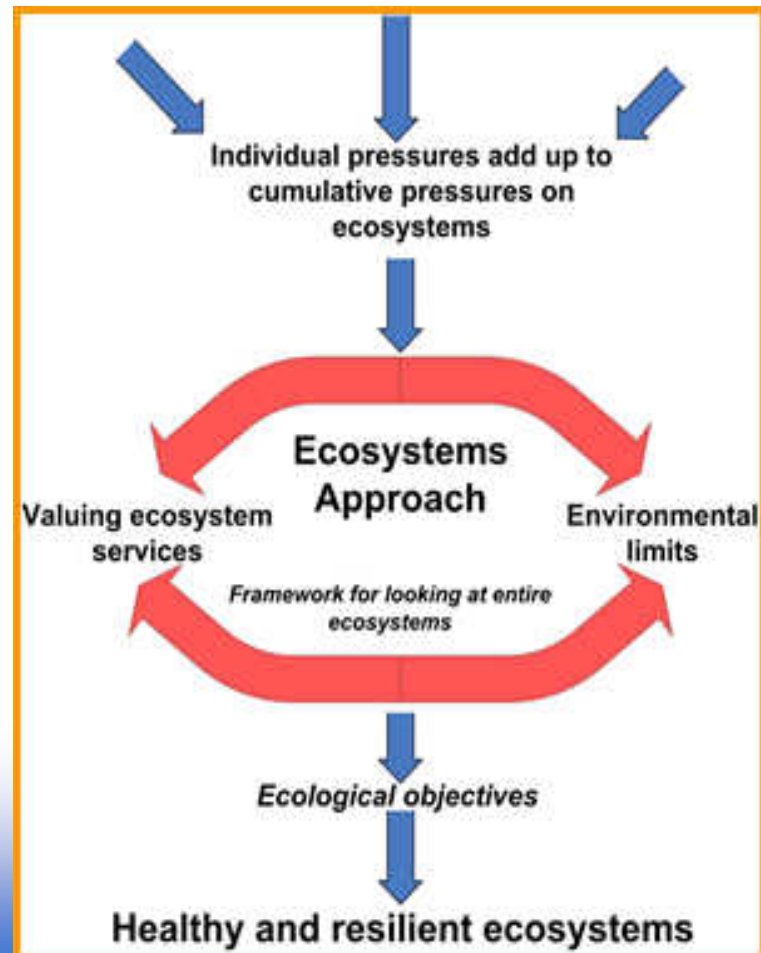 Individual pressures add up to
cumulative pressures on
ecosystems
Ecosystems
Approach
Valuing ecosystem
services
Environmental
limits
Framework for looking at entire
ecosystems
Ecological objectives
Healthy and resilient ecosystems